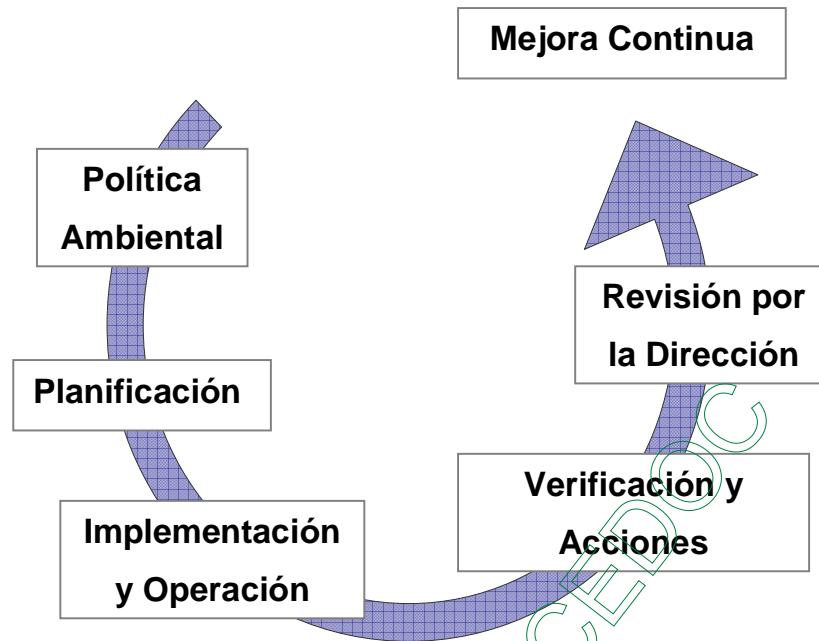 Mejora Continua
Política
Ambiental
Planificación
Implementación
y Operación
Verificación y
Acciones
Revisión por
la Dirección
CEDOC